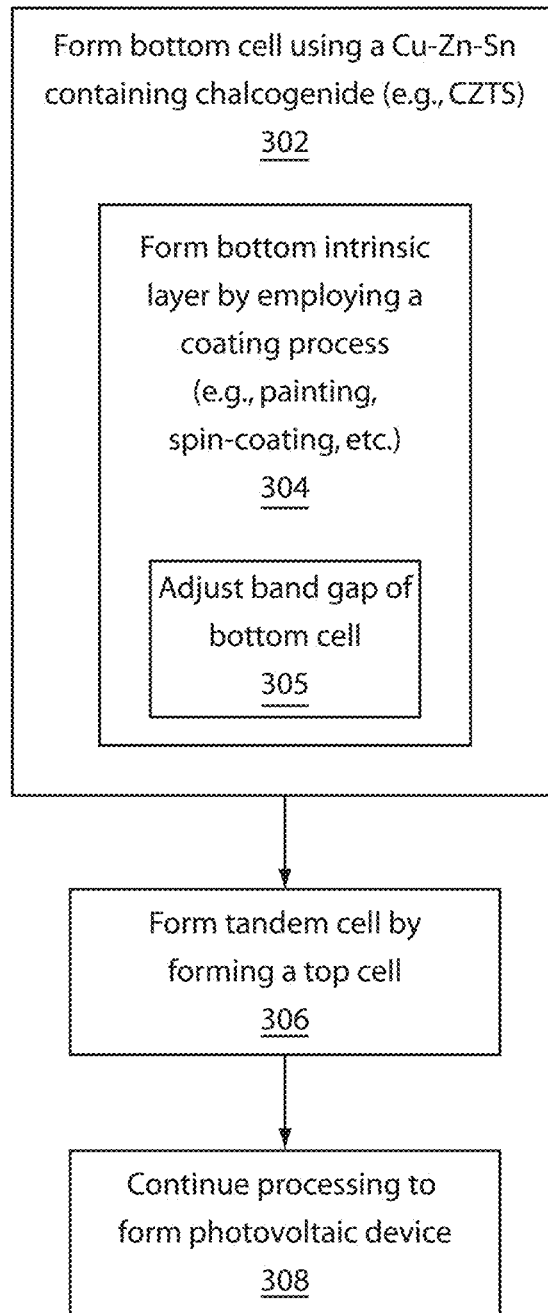 Form bottom cell using a Cu-Zn-Sn
containing chalcogenide (e.g., CZTS)
302
Form bottom intrinsic
layer by employing a
coating process
(e.g., painting,
spin-coating, etc.)
304
Adjust band gap of
bottom cell
305
Form tandem cell by
forming a top cell
306
Continue processing to
form photovoltaic device
308